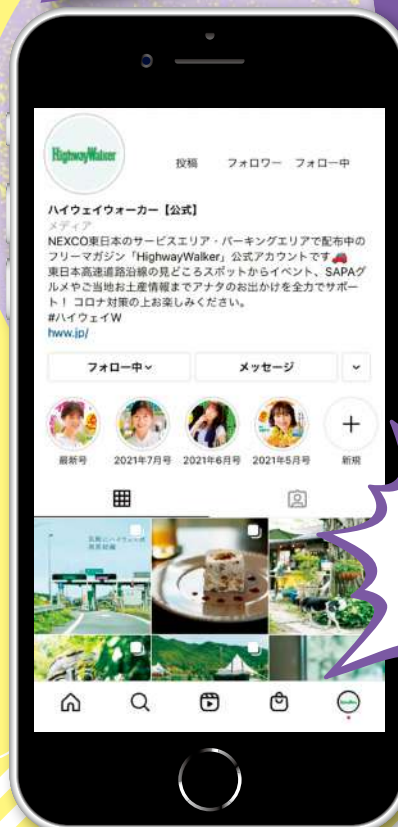 HighwayWalker
投稿 フォロワー フォロー中
ハイウェイウォーカー【公式】
メディア
NEXCO東日本のサービスエリア・パーキングエリアで配布中の
フリーマガジン「HighwayWalker」公式アカウントです🚗
東日本高速道路沿線の見どころスポットからイベント、SAPAグ
ルメやご当地お土産情報までアナタのお出かけを全力でサポー
ト！ コロナ対策の上お楽しみください。
#ハイウェイW
hww.jp/
フォロー中 メッセージ
最新号 2021年7月号 2021年6月号 2021年5月号 新規